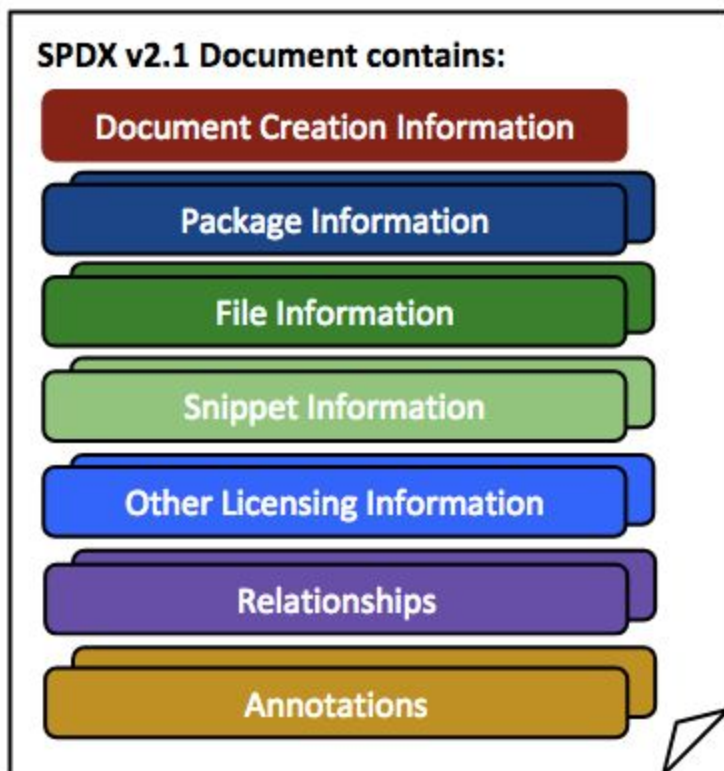 SPDX v2.1 Document contains:
Document Creation Information
Package Information
File Information
Snippet Information
Other Licensing Information
Relationships
Annotations